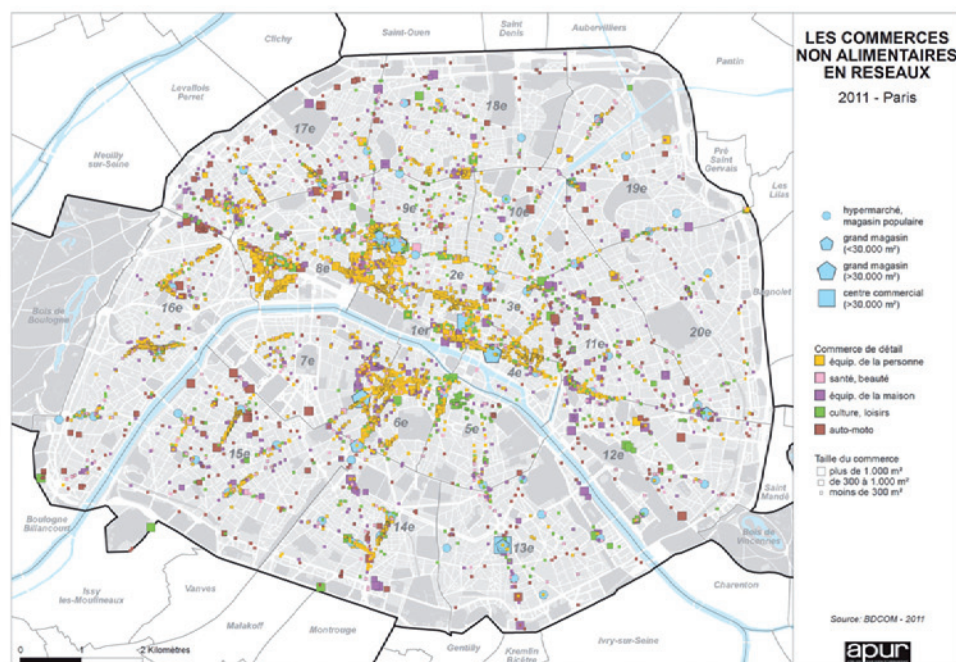 LES COMMERCES
NON ALIMENTAIRES
EN RESEAUX
2011 - Paris
Clichy
Saint-Ouen
Saint
Denis
Aubervilliers
Pantin
Levallois
Perret
Neuilly
sur-Seine
Pré
Saint
Gervais
Les
Lilas
Bagnolet
Bois de
Boulogne
18e
17e
19e
9e
10e
8e
2e
3e
16e
1er
11e
20e
7e
4e
6e
5e
15e
12e
14e
13e
Saint
Mandé
Bois de
Vincennes
Boulogne
Billancourt
Issy
les-Moulineaux
Vanves
Malakoff
Montrouge
Gentilly
Kremlin
Bicêtre
Ivry-sur-Seine
Charenton
0 1 2 Kilomètres
hypermarché,
magasin populaire
grand magasin
(<30.000 m²)
grand magasin
(>30.000 m²)
centre commercial
(>30.000 m²)
Commerce de détail
équip. de la personne
santé, beauté
équip. de la maison
culture, loisirs
auto-moto
Taille du commerce
plus de 1.000 m²
de 300 à 1.000 m²
moins de 300 m²
Source: BDCOM - 2011
apur